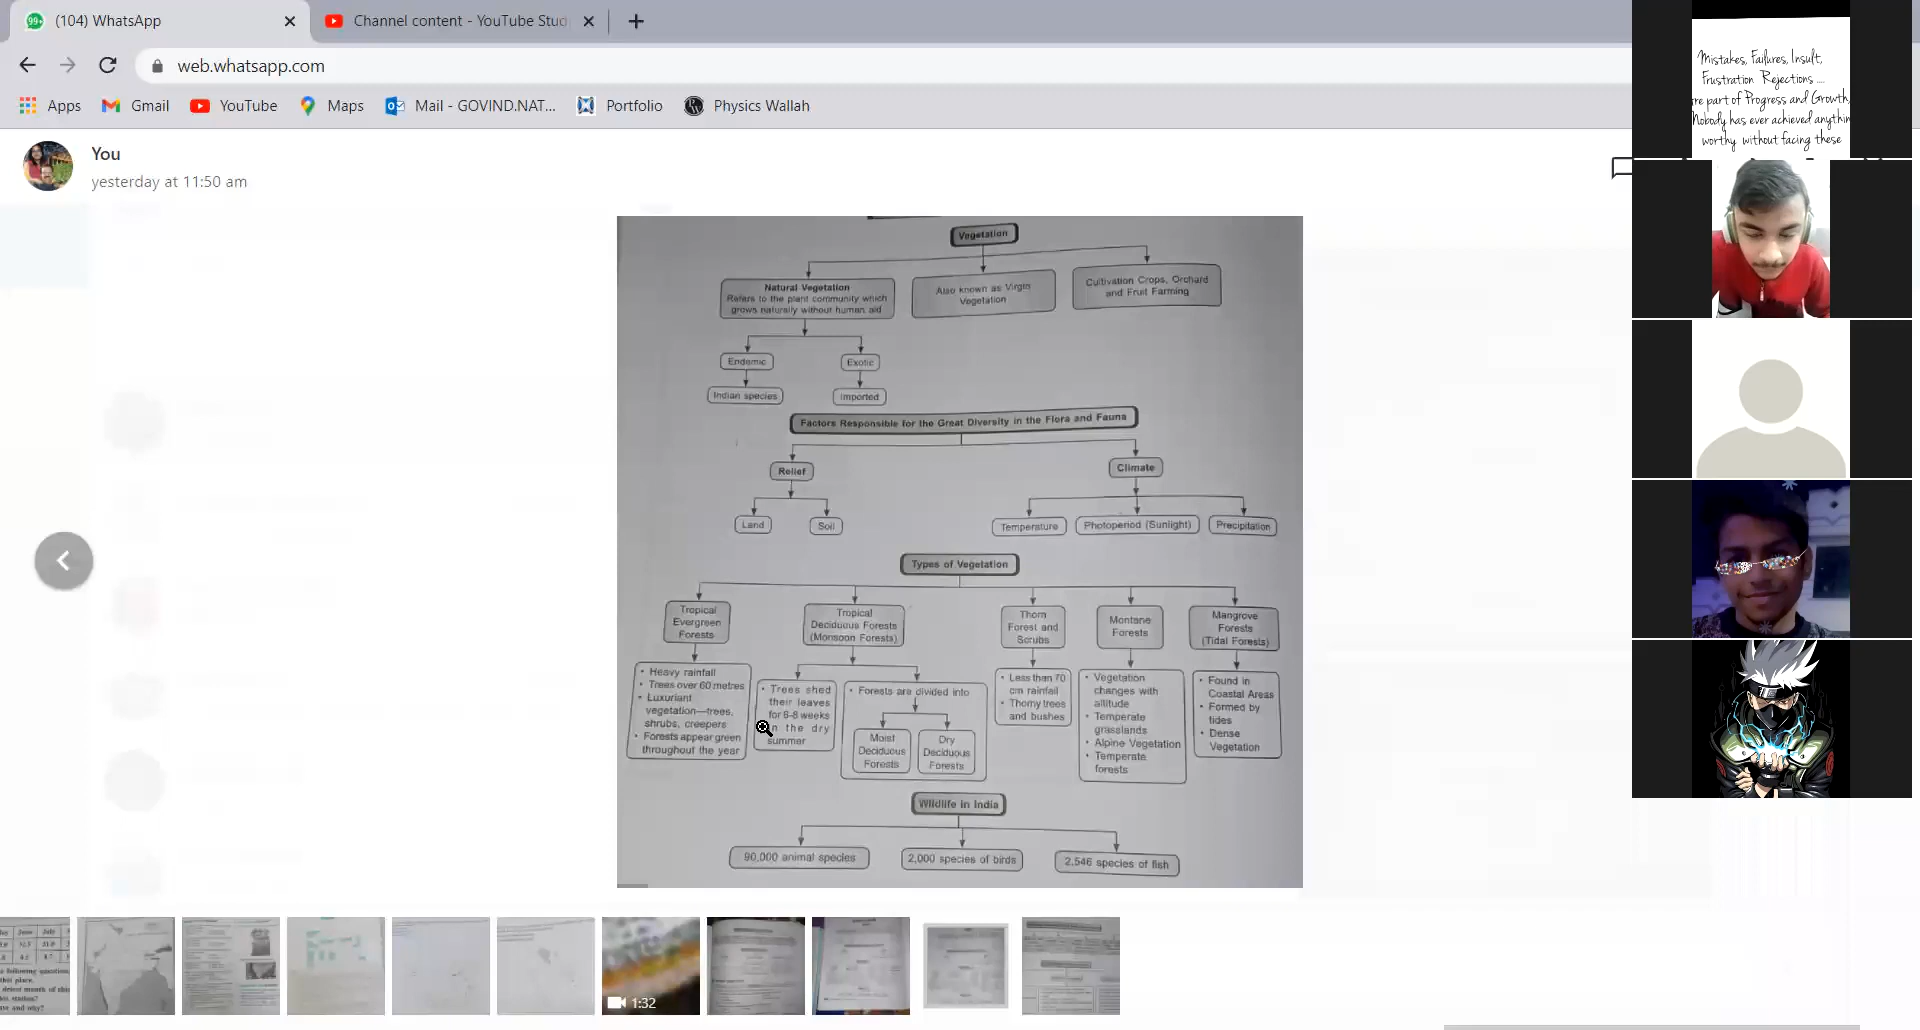 (104) WhatsApp
Channel content - YouTube Stud
web.whatsapp.com
Apps
Gmail
YouTube
Maps
Mail - GOVIND.NAT...
Portfolio
Physics Wallah
You
yesterday at 11:50 am
Mistakes, Failures, Insult,
Frustration Rejections ....
re part of Progress and Growth,
Nobody has ever achieved anythin
worthy without facing these
Vegetation
Natural Vegetation
Refers to the plant community which
grows naturally without human aid
Also known as Virgin
Vegetation
Cultivation Crops, Orchard
and Fruit Farming
Endemic
Exotic
Indian species
Imported
Factors Responsible for the Great Diversity in the Flora and Fauna
Relief
Climate
Land
Soil
Temperature
Photoperiod (Sunlight)
Precipitation
Types of Vegetation
Tropical
Evergreen
Forests
Tropical
Deciduous Forests
(Monsoon Forests)
Thorn
Forest and
Scrubs
Montane
Forests
Mangrove
Forests
(Tidal Forests)
• Heavy rainfall
• Trees over 60 metres
• Luxuriant
vegetation—trees,
shrubs, creepers
• Forests appear green
throughout the year
• Trees shed
their leaves
for 6-8 weeks
in the dry
summer
• Forests are divided into
Moist
Deciduous
Forests
Dry
Deciduous
Forests
• Less than 70
cm rainfall
• Thorny trees
and bushes
• Vegetation
changes with
altitude
• Temperate
grasslands
• Alpine Vegetation
• Temperate
forests
• Found in
Coastal Areas
• Formed by
tides
• Dense
Vegetation
Wildlife in India
90,000 animal species
2,000 species of birds
2,546 species of fish
June
July
1:32